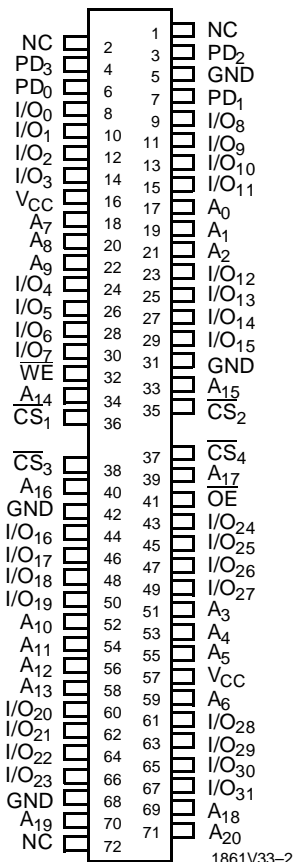 NC 2 1 NC
PD3 4 3 PD2
PD0 6 5 GND
I/O0 8 7 PD1
I/O1 10 9 I/O8
I/O2 12 11 I/O9
I/O3 14 13 I/O10
VCC 16 15 I/O11
A7 18 17 A0
A8 20 19 A1
A9 22 21 A2
I/O4 24 23 I/O12
I/O5 26 25 I/O13
I/O6 28 27 I/O14
I/O7 30 29 I/O15
W̅E̅ 32 31 GND
A14 34 33 A15
C̅S̅1 36 35 C̅S̅2
C̅S̅3 38 37 C̅S̅4
A16 40 39 A17
GND 42 41 O̅E̅
I/O16 44 43 I/O24
I/O17 46 45 I/O25
I/O18 48 47 I/O26
I/O19 50 49 I/O27
A10 52 51 A3
A11 54 53 A4
A12 56 55 A5
A13 58 57 VCC
I/O20 60 59 A6
I/O21 62 61 I/O28
I/O22 64 63 I/O29
I/O23 66 65 I/O30
GND 68 67 I/O31
A19 70 69 A18
NC 72 71 A20
1861V33–2